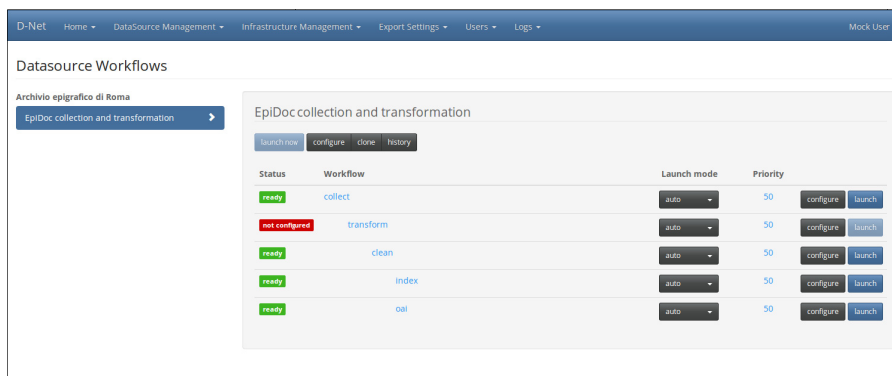 D-Net Home DataSource Management Infrastructure Management Export Settings Users Logs Mock User
Datasource Workflows
Archivio epigrafico di Roma
EpiDoc collection and transformation
EpiDoc collection and transformation
launch now configure clone history
Status Workflow Launch mode Priority
ready collect auto 50 configure launch
not configured transform auto 50 configure launch
ready clean auto 50 configure launch
ready index auto 50 configure launch
ready oai auto 50 configure launch